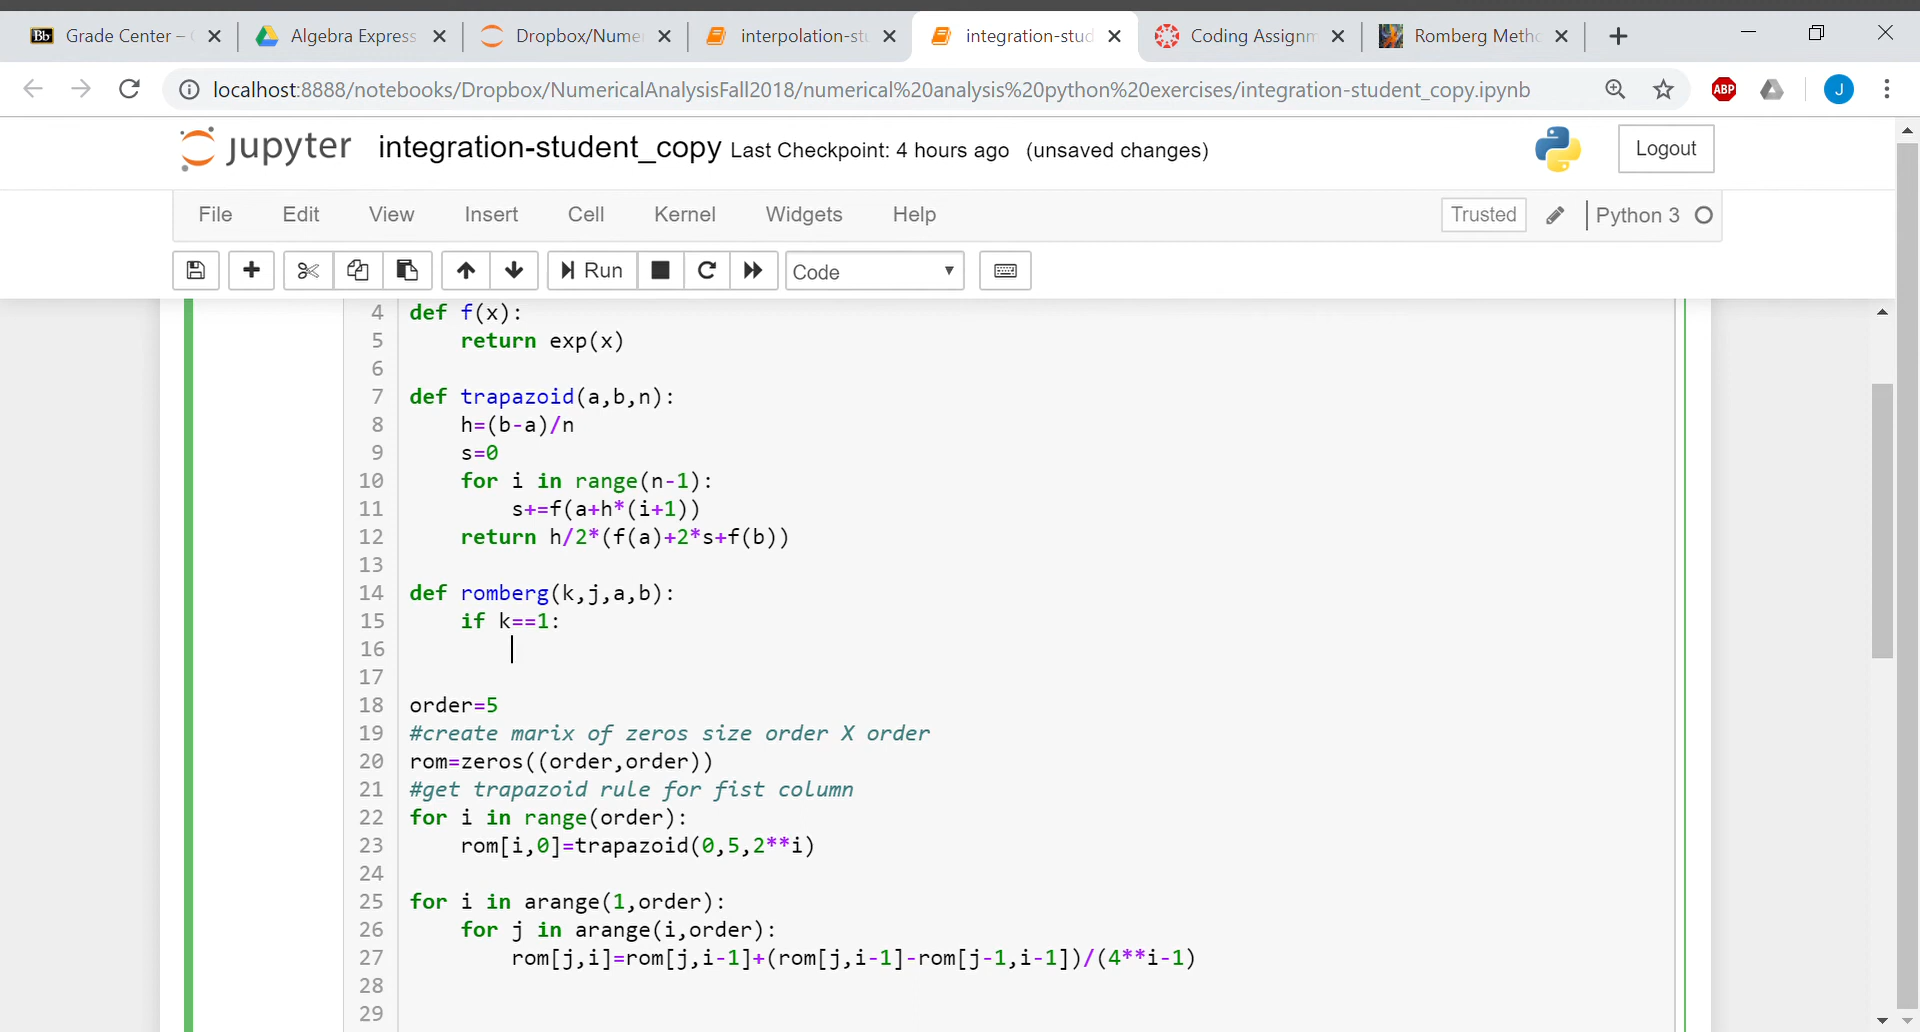 Bb Grade Center –
Algebra Express
Dropbox/Nume
interpolation-stu
integration-stud
Coding Assignm
Romberg Metho
localhost:8888/notebooks/Dropbox/NumericalAnalysisFall2018/numerical%20analysis%20python%20exercises/integration-student_copy.ipynb
ABP
J
jupyter integration-student_copy Last Checkpoint: 4 hours ago (unsaved changes)
Logout
File Edit View Insert Cell Kernel Widgets Help
Trusted Python 3
Run Code
4 def f(x):
5     return exp(x)
6
7 def trapazoid(a,b,n):
8     h=(b-a)/n
9     s=0
10     for i in range(n-1):
11         s+=f(a+h*(i+1))
12     return h/2*(f(a)+2*s+f(b))
13
14 def romberg(k,j,a,b):
15     if k==1:
16
17
18 order=5
19 #create marix of zeros size order X order
20 rom=zeros((order,order))
21 #get trapazoid rule for fist column
22 for i in range(order):
23     rom[i,0]=trapazoid(0,5,2**i)
24
25 for i in arange(1,order):
26     for j in arange(i,order):
27         rom[j,i]=rom[j,i-1]+(rom[j,i-1]-rom[j-1,i-1])/(4**i-1)
28
29